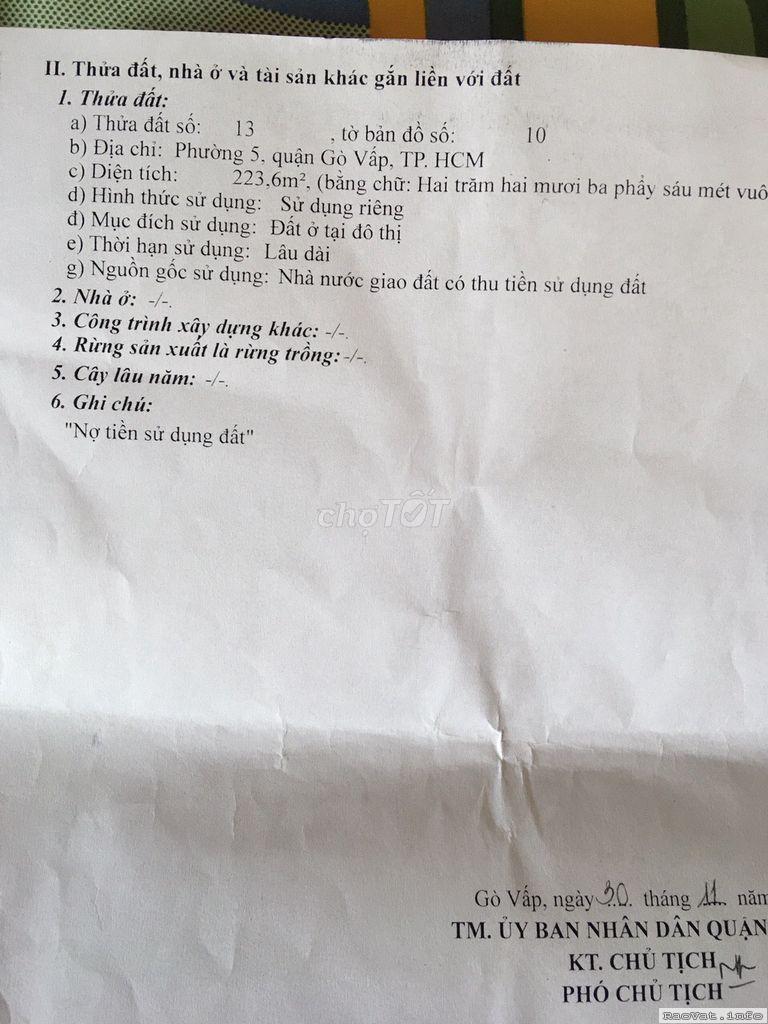 II. Thửa đất, nhà ở và tài sản khác gắn liền với đất
1. Thửa đất:
a) Thửa đất số: 13 , tờ bản đồ số: 10
b) Địa chỉ: Phường 5, quận Gò Vấp, TP. HCM
c) Diện tích: 223,6m², (bằng chữ: Hai trăm hai mươi ba phẩy sáu mét vuô
d) Hình thức sử dụng: Sử dụng riêng
đ) Mục đích sử dụng: Đất ở tại đô thị
e) Thời hạn sử dụng: Lâu dài
g) Nguồn gốc sử dụng: Nhà nước giao đất có thu tiền sử dụng đất
2. Nhà ở: -/-.
3. Công trình xây dựng khác: -/-.
4. Rừng sản xuất là rừng trồng: -/-.
5. Cây lâu năm: -/-.
6. Ghi chú:
"Nợ tiền sử dụng đất"
chợTỐT
Gò Vấp, ngày 30 tháng 11 năm
TM. ỦY BAN NHÂN DÂN QUẬN
KT. CHỦ TỊCH
PHÓ CHỦ TỊCH
RaoVat.info